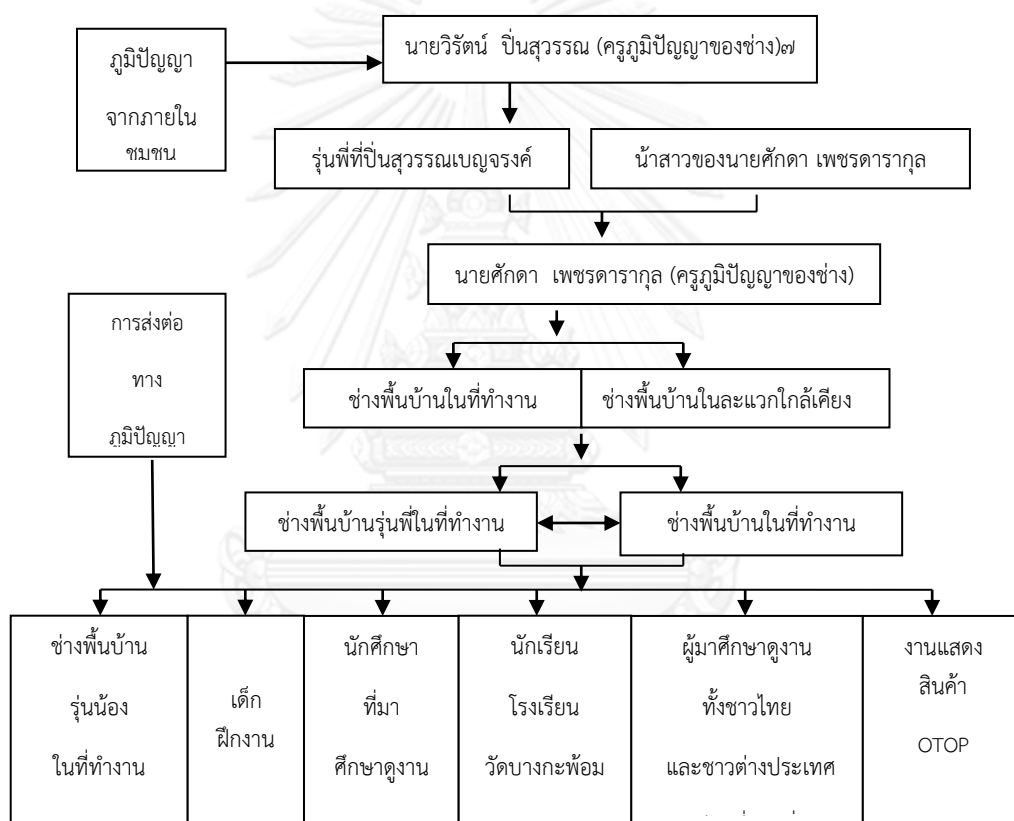 นายวิรัตน์  ปิ่นสุวรรณ (ครูภูมิปัญญาของช่าง)๗
ภูมิปัญญา
จากภายใน
ชุมชน
รุ่นพี่ที่ปิ่นสุวรรณเบญจรงค์
น้าสาวของนายศักดา เพชรดารากุล
นายศักดา  เพชรดารากุล (ครูภูมิปัญญาของช่าง)
การส่งต่อ
ทาง
ภูมิปัญญา
ช่างพื้นบ้านในที่ทำงาน
ช่างพื้นบ้านในละแวกใกล้เคียง
ช่างพื้นบ้านรุ่นพี่ในที่ทำงาน
ช่างพื้นบ้านในที่ทำงาน
ช่างพื้นบ้าน
รุ่นน้อง
ในที่ทำงาน
เด็ก
ฝึกงาน
นักศึกษา
ที่มา
ศึกษาดูงาน
นักเรียน
โรงเรียน
วัดบางกะพ้อม
ผู้มาศึกษาดูงาน
ทั้งชาวไทย
และชาวต่างประเทศ
งานแสดง
สินค้า
OTOP